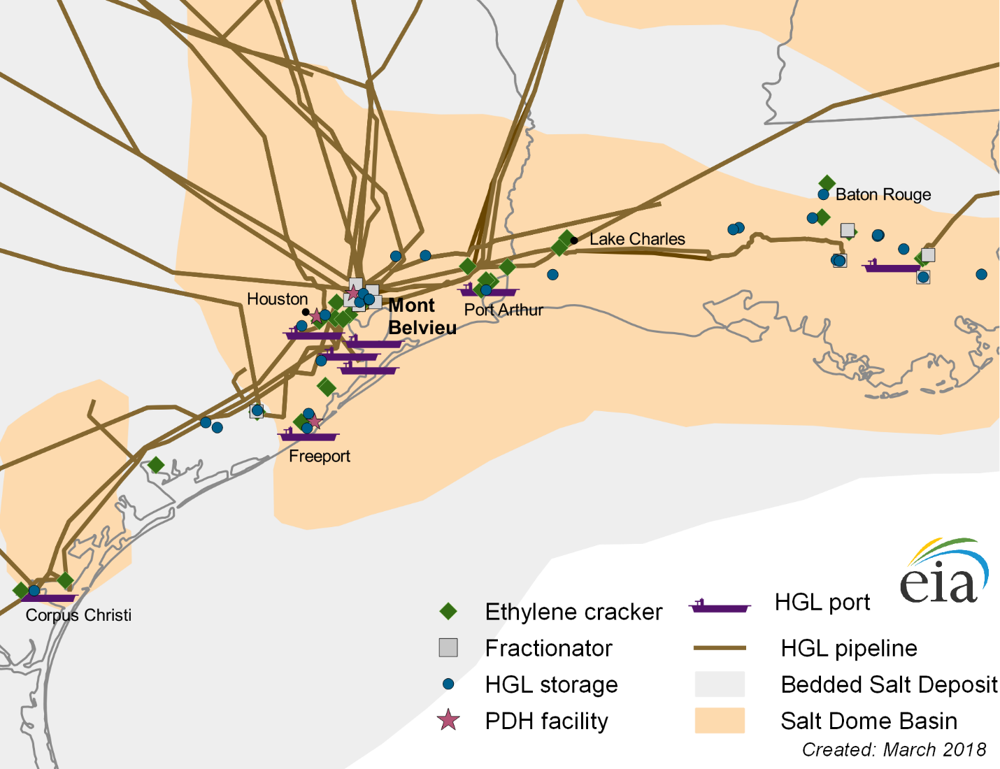 Baton Rouge
Lake Charles
Houston
Mont
Belvieu
Port Arthur
Freeport
Corpus Christi
eia
Ethylene cracker
HGL port
Fractionator
HGL pipeline
HGL storage
Bedded Salt Deposit
PDH facility
Salt Dome Basin
Created: March 2018